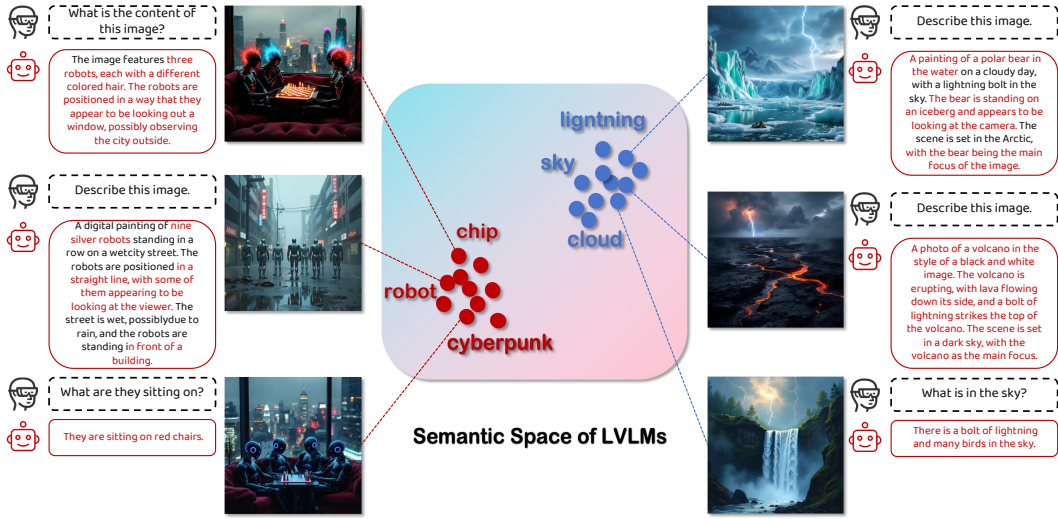 What is the content of
this image?
The image features three
robots, each with a different
colored hair. The robots are
positioned in a way that they
appear to be looking out a
window, possibly observing
the city outside.
Describe this image.
A digital painting of nine
silver robots standing in a
row on a wetcity street. The
robots are positioned in a
straight line, with some of
them appearing to be
looking at the viewer. The
street is wet, possiblydue to
rain, and the robots are
standing in front of a
building.
What are they sitting on?
They are sitting on red chairs.
ligntning
sky
cloud
chip
robot
cyberpunk
Semantic Space of LVLMs
Describe this image.
A painting of a polar bear in
the water on a cloudy day,
with a lightning bolt in the
sky. The bear is standing on
an iceberg and appears to be
looking at the camera. The
scene is set in the Arctic,
with the bear being the main
focus of the image.
Describe this image.
A photo of a volcano in the
style of a black and white
image. The volcano is
erupting, with lava flowing
down its side, and a bolt of
lightning strikes the top of
the volcano. The scene is set
in a dark sky, with the
volcano as the main focus.
What is in the sky?
There is a bolt of lightning
and many birds in the sky.